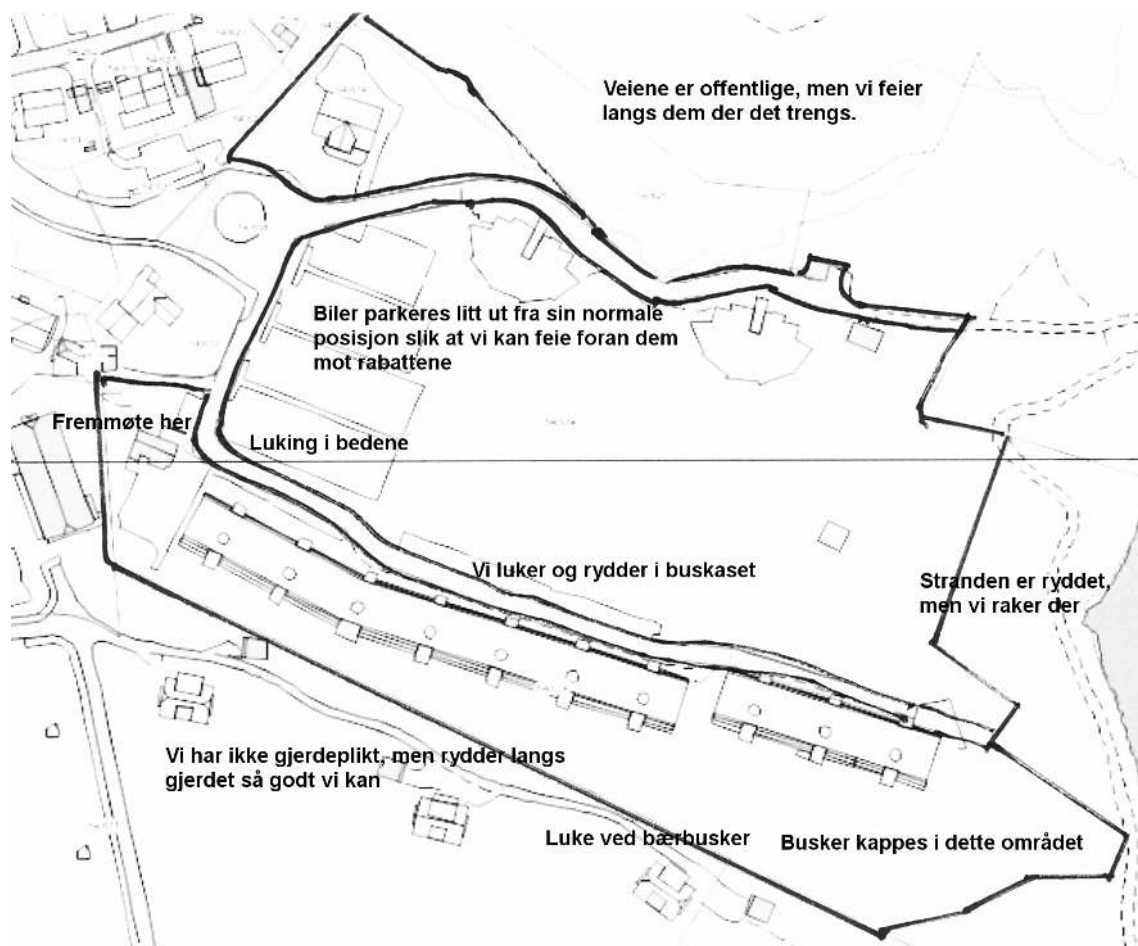 Veiene er offentlige, men vi feier
langs dem der det trengs.
Biler parkeres litt ut fra sin normale
posisjon slik at vi kan feie foran dem
mot rabattene
Fremmøte her
Luking i bedene
Vi luker og rydder i buskaset
Stranden er ryddet,
men vi raker der
Vi har ikke gjerdeplikt, men rydder langs
gjerdet så godt vi kan
Luke ved bærbusker
Busker kappes i dette området